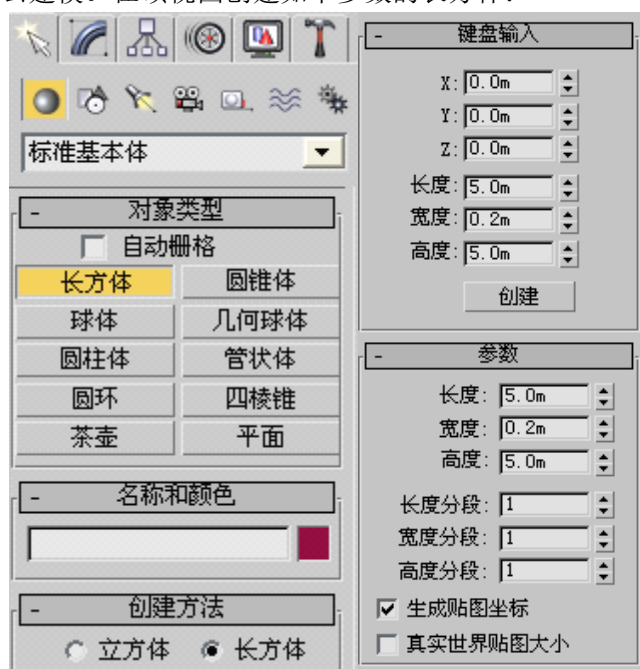 标准基本体
- 对象类型
自动栅格
长方体 圆锥体
球体 几何球体
圆柱体 管状体
圆环 四棱锥
茶壶 平面
- 名称和颜色
- 创建方法
立方体 长方体
- 键盘输入
X: 0.0m
Y: 0.0m
Z: 0.0m
长度: 5.0m
宽度: 0.2m
高度: 5.0m
创建
- 参数
长度: 5.0m
宽度: 0.2m
高度: 5.0m
长度分段: 1
宽度分段: 1
高度分段: 1
生成贴图坐标
真实世界贴图大小